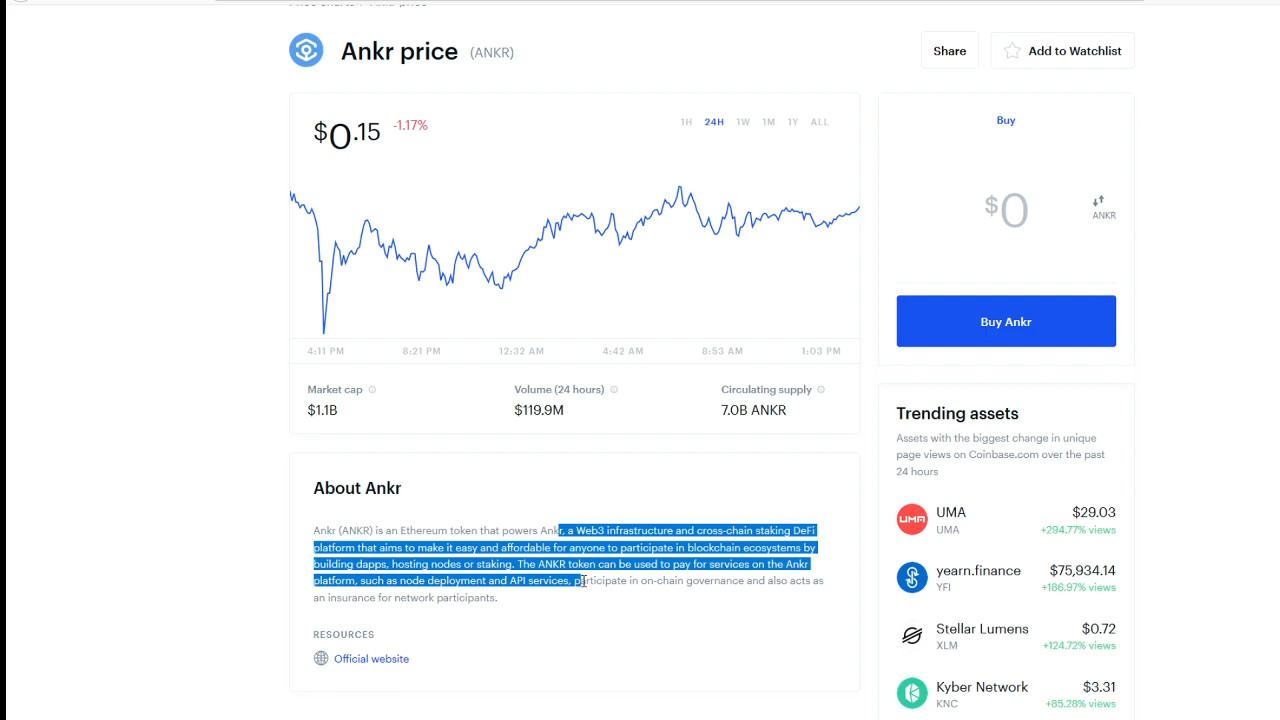 Ankr price (ANKR)
Share
Add to Watchlist
$0.15 -1.17%
1H 24H 1W 1M 1Y ALL
4:11 PM 8:21 PM 12:32 AM 4:42 AM 8:53 AM 1:03 PM
Market cap
$1.1B
Volume (24 hours)
$119.9M
Circulating supply
7.0B ANKR
About Ankr
Ankr (ANKR) is an Ethereum token that powers Ankr, a Web3 infrastructure and cross-chain staking DeFi
platform that aims to make it easy and affordable for anyone to participate in blockchain ecosystems by
building dapps, hosting nodes or staking. The ANKR token can be used to pay for services on the Ankr
platform, such as node deployment and API services, participate in on-chain governance and also acts as
an insurance for network participants.
RESOURCES
Official website
Buy
$0
ANKR
Buy Ankr
Trending assets
Assets with the biggest change in unique
page views on Coinbase.com over the past
24 hours
UMA
UMA $29.03
UMA +294.77% views
yearn.finance $75,934.14
YFI +186.97% views
Stellar Lumens $0.72
XLM +124.72% views
Kyber Network $3.31
KNC +85.28% views